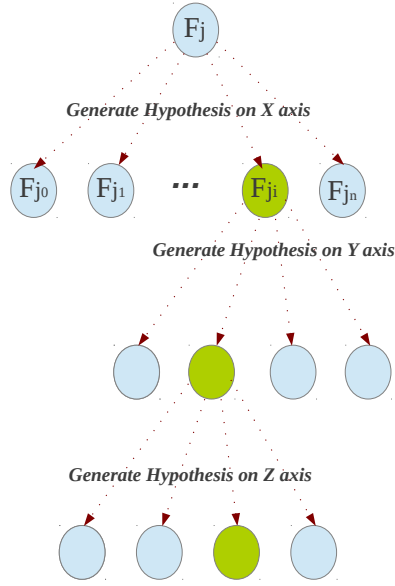 Fj
Generate Hypothesis on X axis
Fj0 Fj1 ... Fji Fjn
Generate Hypothesis on Y axis
Generate Hypothesis on Z axis